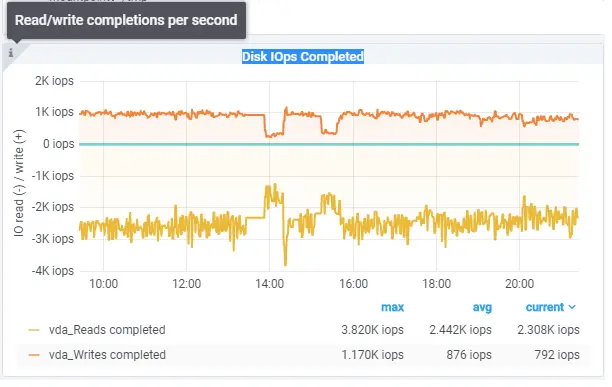 Read/write completions per second
i
Disk IOps Completed
IO read (-) / write (+)
2K iops
1K iops
0 iops
-1K iops
-2K iops
-3K iops
-4K iops
10:00 12:00 14:00 16:00 18:00 20:00
max avg current
vda_Reads completed 3.820K iops 2.442K iops 2.308K iops
vda_Writes completed 1.170K iops 876 iops 792 iops